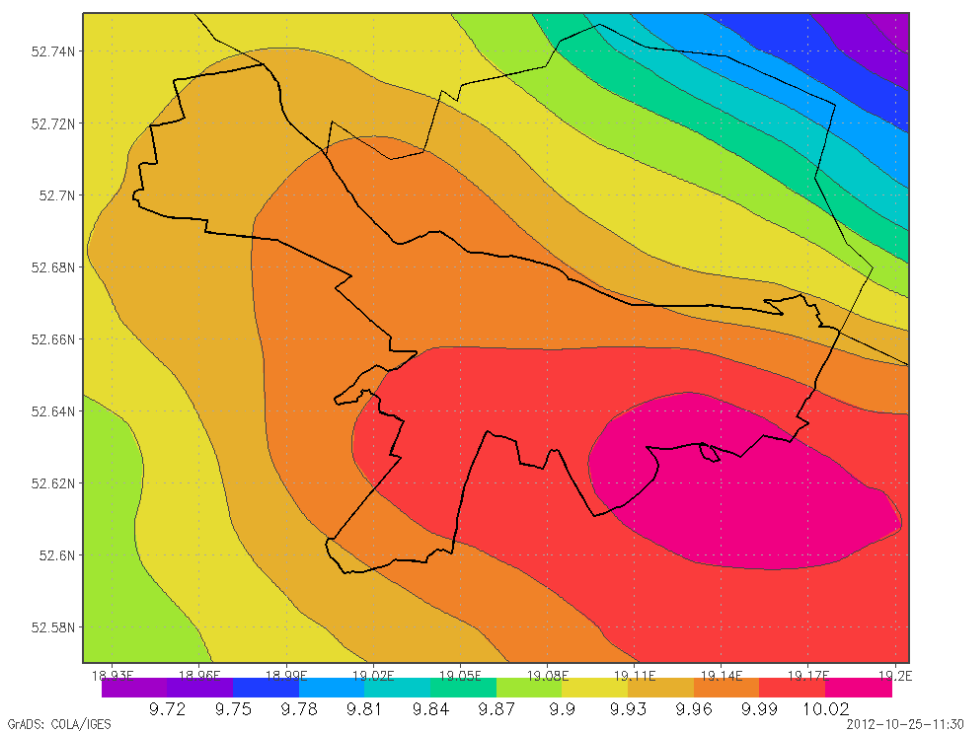 52.74N
52.72N
52.7N
52.68N
52.66N
52.64N
52.62N
52.6N
52.58N
18.93E 18.96E 18.99E 19.02E 19.05E 19.08E 19.11E 19.14E 19.17E 19.2E
9.72 9.75 9.78 9.81 9.84 9.87 9.9 9.93 9.96 9.99 10.02
GrADS: COLA/IGES 2012-10-25-11:30